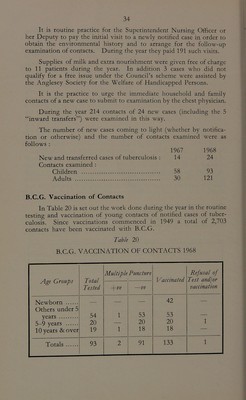 34
It is routine practice for the Superintendent Nursing Officer or
her Deputy to pay the initial visit to a newly notified case in order to
obtain the environmental history and to arrange for the follow-up
examination of contacts. During the year they paid 191 such visits.
Supplies of milk and extra nourishment were given free of charge
to 11 patients during the year. In addition 3 cases who did not
qualify for a free issue under the Council's scheme were assisted by
the Anglesey Society for the Welfare of Handicapped Persons.
It is the practice to urge the immediate household and family
contacts of a new case to submit to examination by the chest physician.
During the year 214 contacts of 24 new cases (including the 8
“inward transfers”) were examined in this way.
The number of new cases coming to light (whether by notifica-
tion or otherwise) and the number of contacts examined were as
follows :
1967 1968
New and transferred cases of tuberculosis : 14 24
Contacts examined :
Children ........ 58 93
Adults ........ 30 121
B.C.G. Vaccination of Contacts
In Table 20 is set out the work done during the year in the routine
testing and vaccination of young contacts of notified cases of tuber-
culosis. Since vaccinations commenced in 1949 a total of 2,703
contacts have been vaccinated with B.C.G.
Table 20
B.C.G. VACCINATION OF CONTACTS 1968
Age Groups Total Tested Multiple Puncture +ve —ve Vaccinated Refusal of Test and/or vaccination
Newborn ...... — — — 42 —
Others under 5
years ......... 54 1 53 53 —
5-9 years ...... 20 — 20 20 1
10 years & over 19 1 18 18 —
Totals ...... 93 2 91 133 1